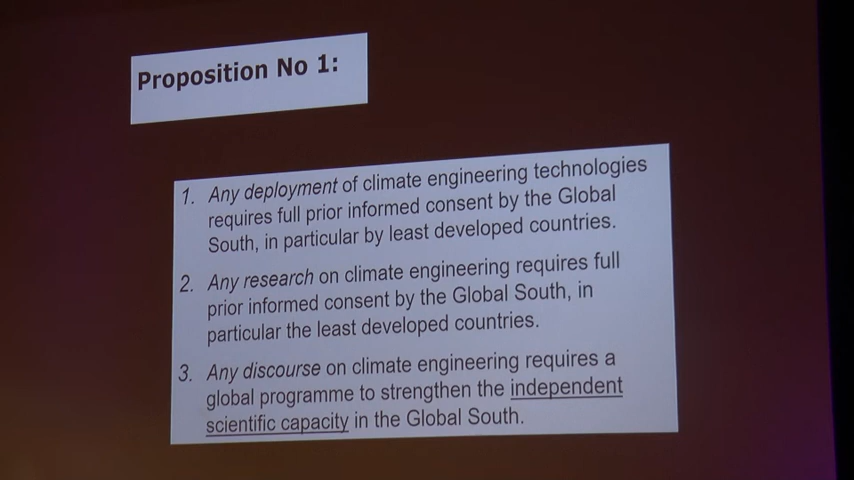 Proposition No 1:
1. Any deployment of climate engineering technologies
requires full prior informed consent by the Global
South, in particular by least developed countries.
2. Any research on climate engineering requires full
prior informed consent by the Global South, in
particular the least developed countries.
3. Any discourse on climate engineering requires a
global programme to strengthen the independent
scientific capacity in the Global South.